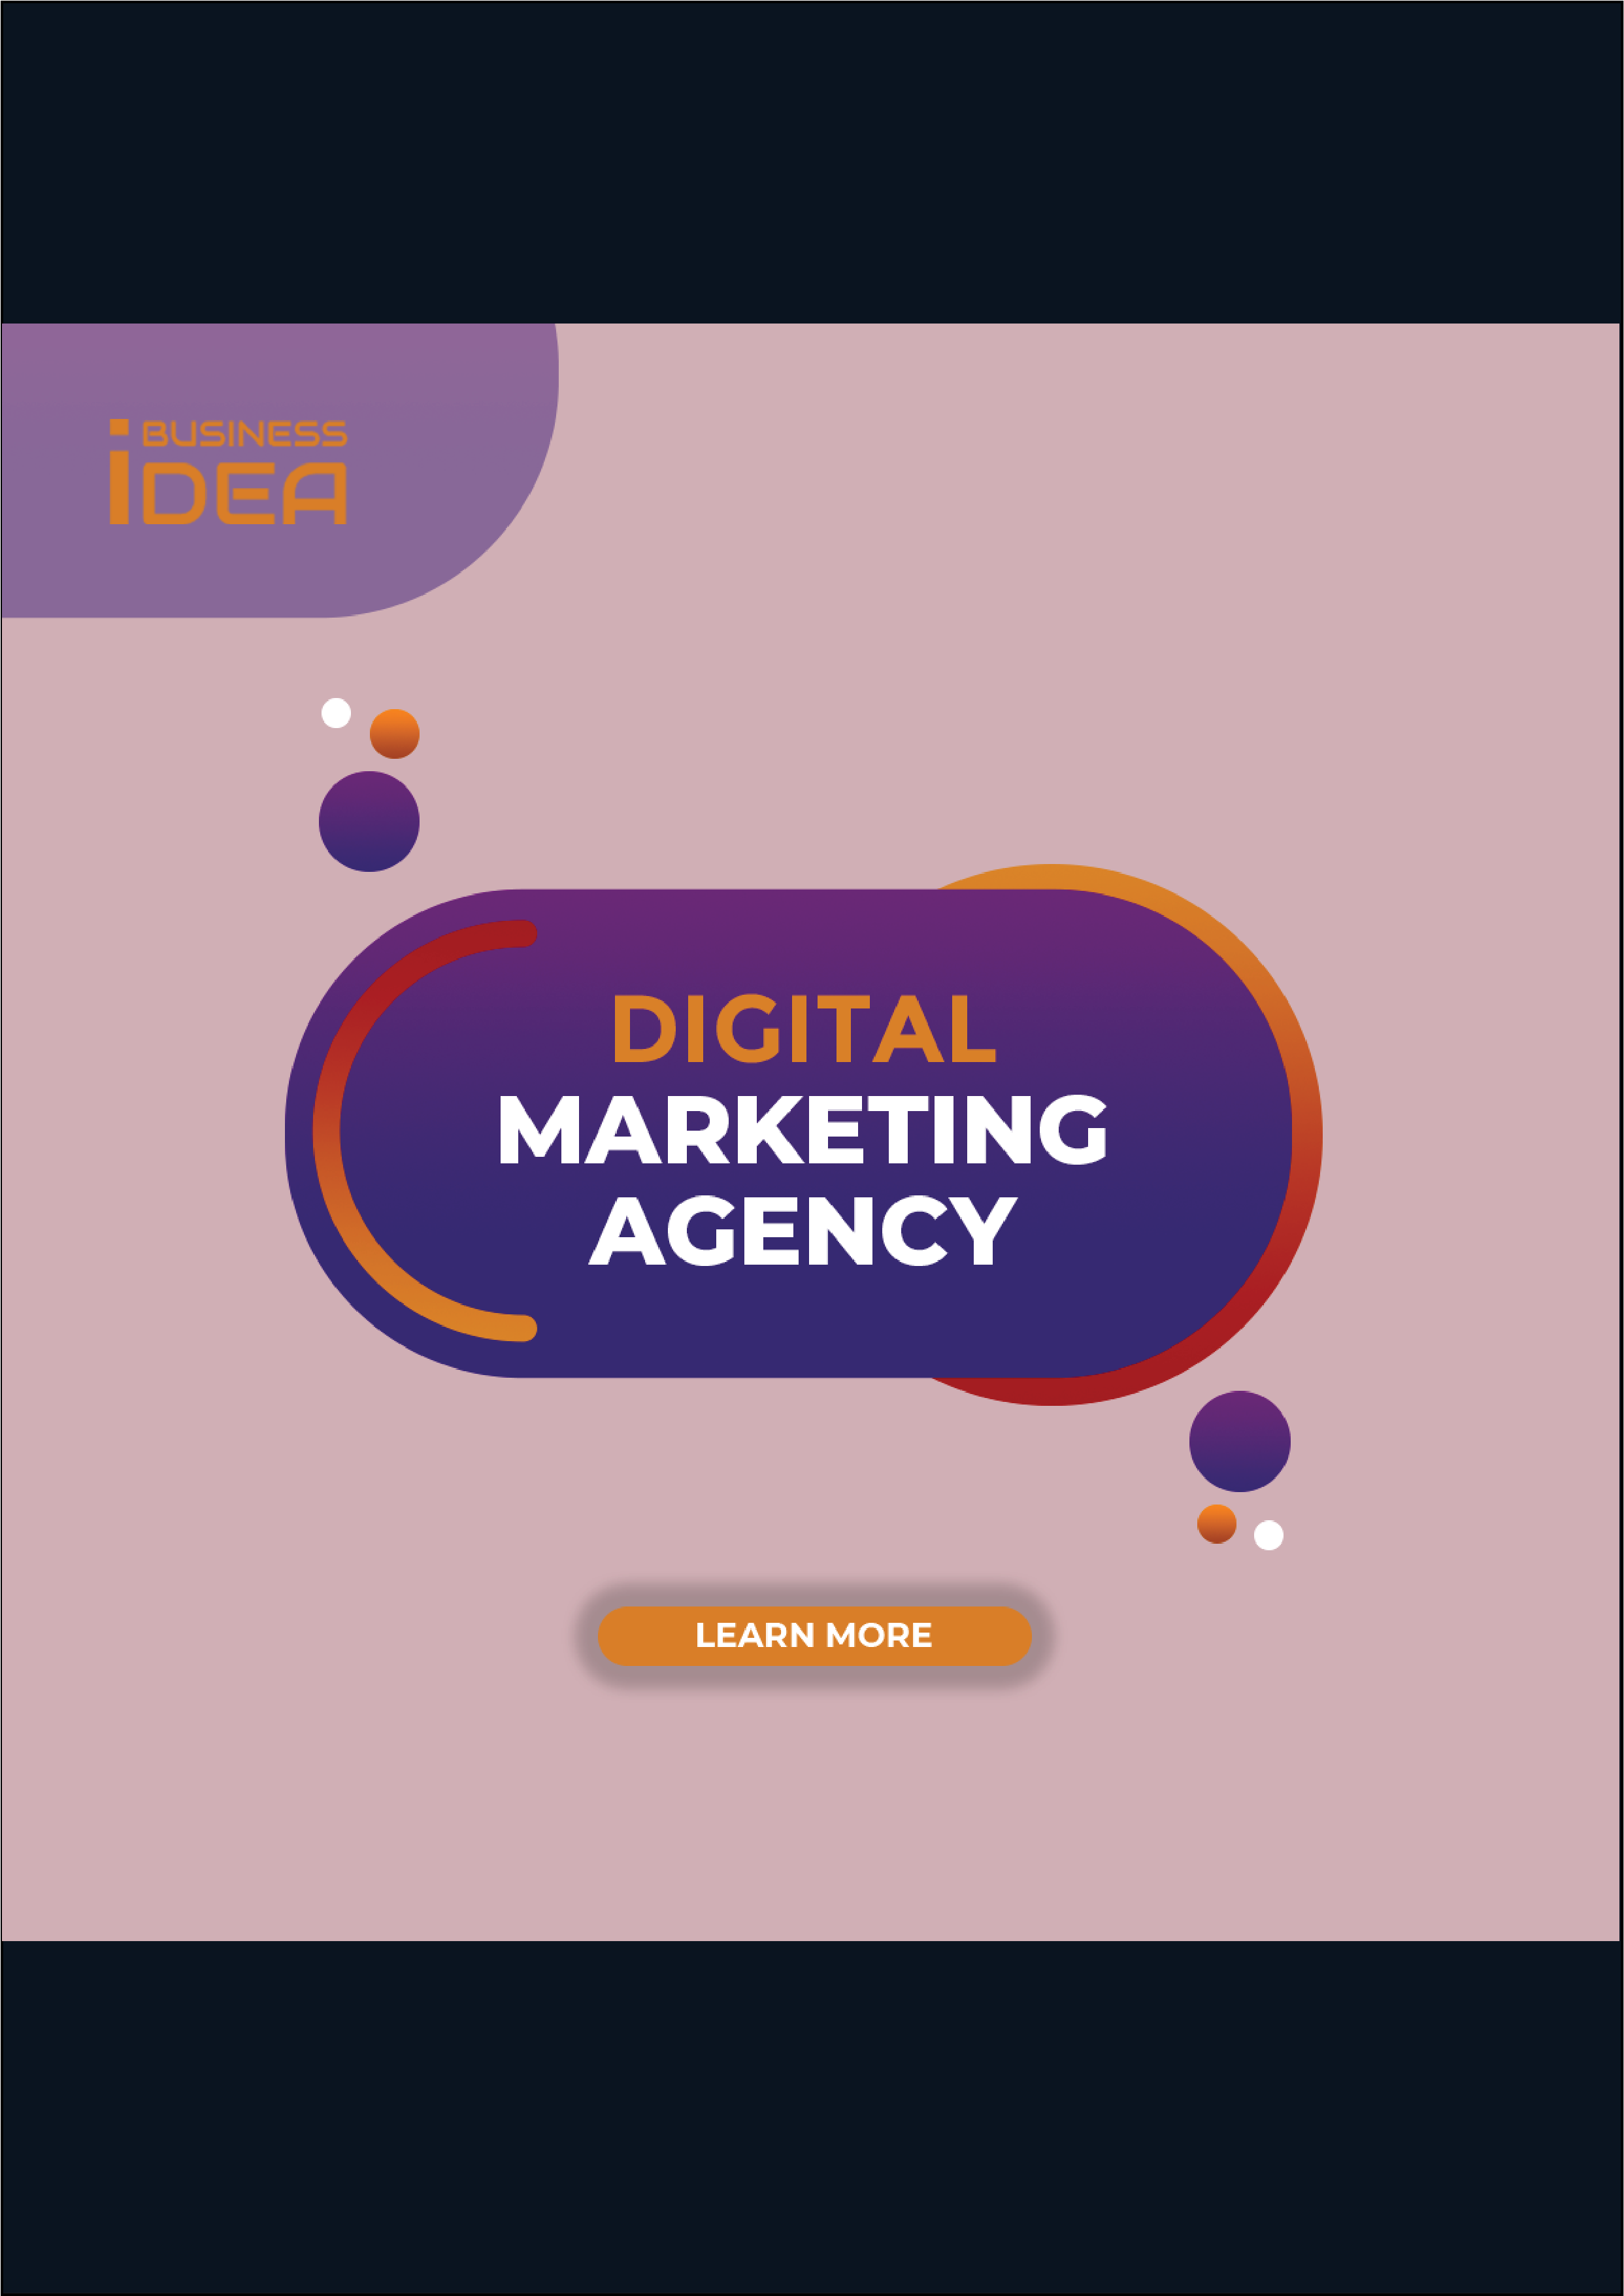 BUSINESS
iDEA
DIGITAL
MARKETING
AGENCY
LEARN MORE